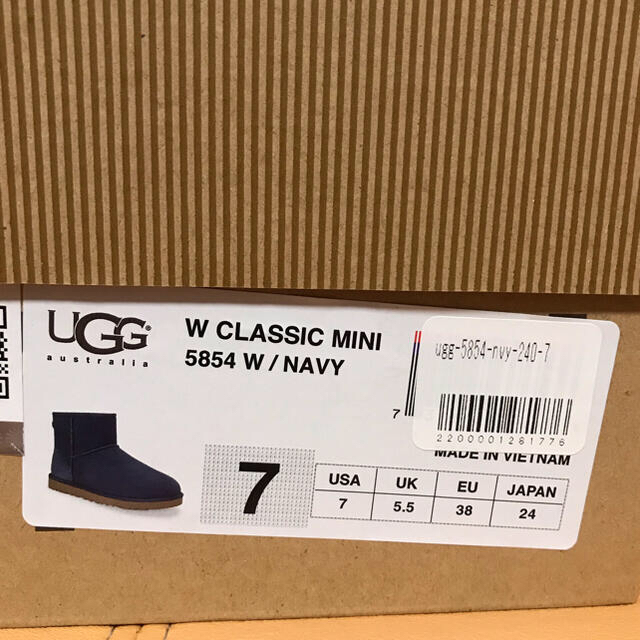 UGG®
australia
W CLASSIC MINI
5854 W / NAVY
7
ugg-5854-nvy-240-7
2200001281776
MADE IN VIETNAM
7
USA UK EU JAPAN
7 5.5 38 24